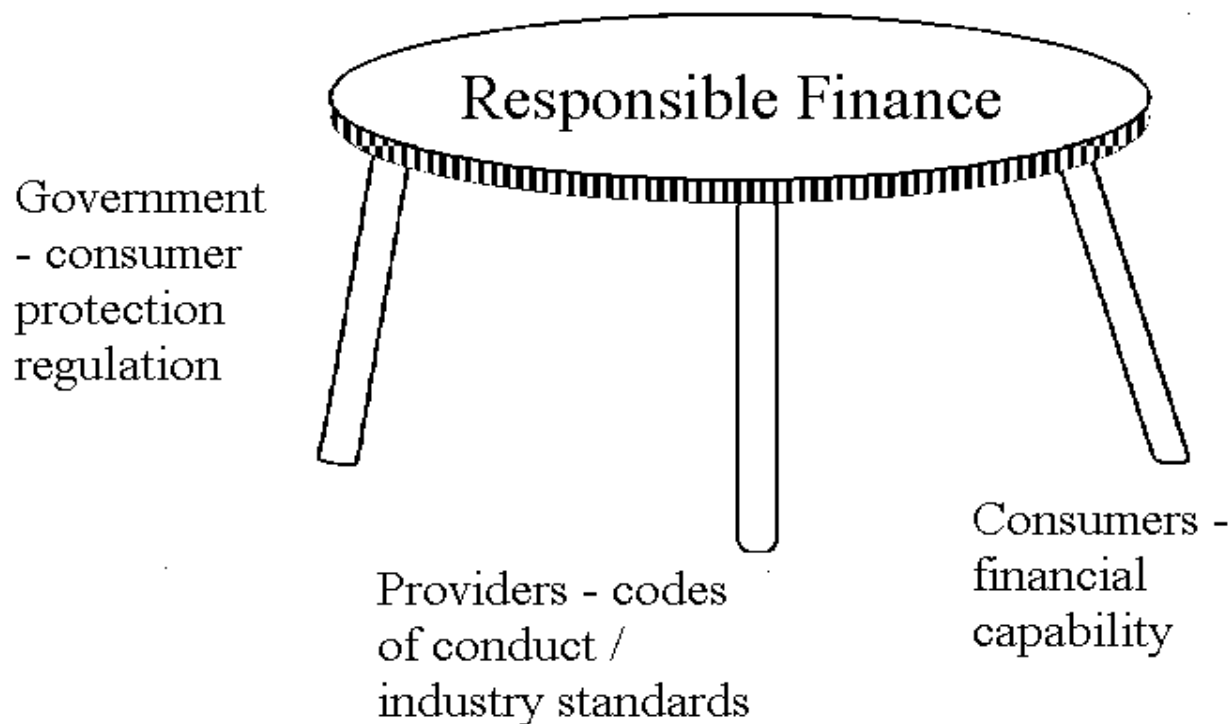 Responsible Finance
Government
- consumer
protection
regulation
Providers - codes
of conduct /
industry standards
Consumers -
financial
capability